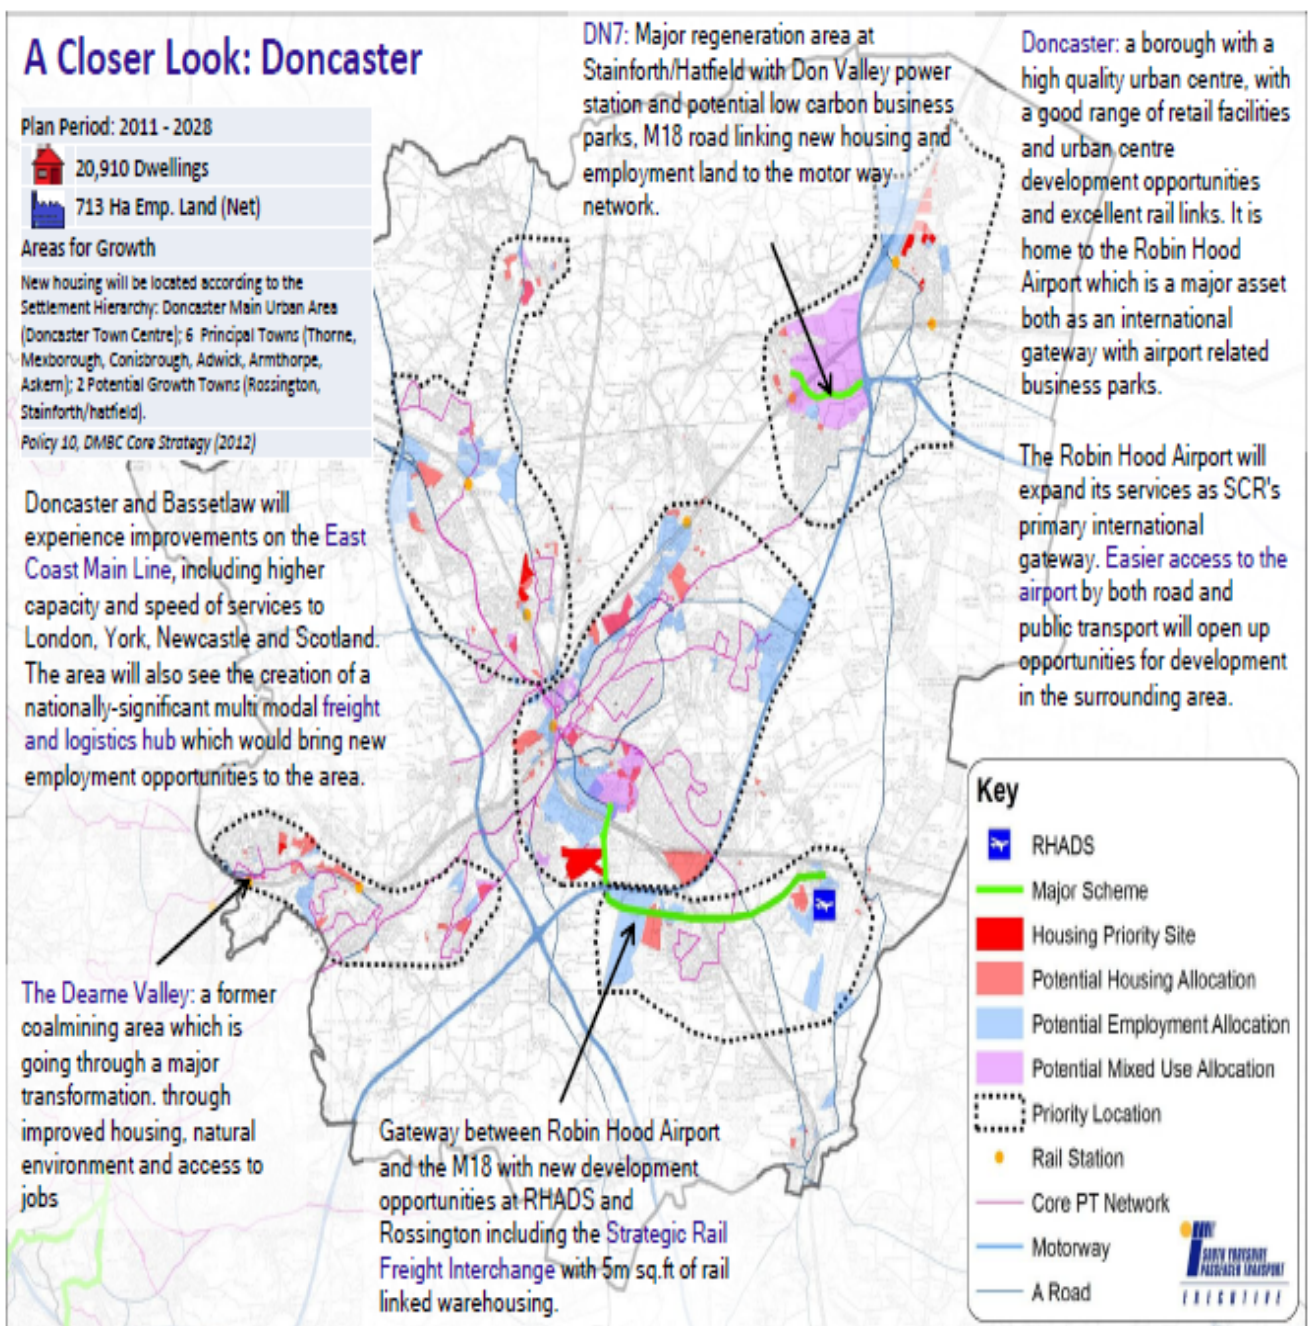 A Closer Look: Doncaster
Plan Period: 2011 - 2028
20,910 Dwellings
713 Ha Emp. Land (Net)
Areas for Growth
New housing will be located according to the
Settlement Hierarchy: Doncaster Main Urban Area
(Doncaster Town Centre); 6 Principal Towns (Thorne,
Mexborough, Conisbrough, Adwick, Armthorpe,
Askern); 2 Potential Growth Towns (Rossington,
Stainforth/hatfield).
Policy 10, DMBC Core Strategy (2012)
Doncaster and Bassetlaw will
experience improvements on the East
Coast Main Line, including higher
capacity and speed of services to
London, York, Newcastle and Scotland.
The area will also see the creation of a
nationally-significant multi modal freight
and logistics hub which would bring new
employment opportunities to the area.
The Dearne Valley: a former
coalmining area which is
going through a major
transformation. through
improved housing, natural
environment and access to
jobs
DN7: Major regeneration area at
Stainforth/Hatfield with Don Valley power
station and potential low carbon business
parks, M18 road linking new housing and
employment land to the motor way
network.
Gateway between Robin Hood Airport
and the M18 with new development
opportunities at RHADS and
Rossington including the Strategic Rail
Freight Interchange with 5m sq.ft of rail
linked warehousing.
Doncaster: a borough with a
high quality urban centre, with
a good range of retail facilities
and urban centre
development opportunities
and excellent rail links. It is
home to the Robin Hood
Airport which is a major asset
both as an international
gateway with airport related
business parks.
The Robin Hood Airport will
expand its services as SCR's
primary international
gateway. Easier access to the
airport by both road and
public transport will open up
opportunities for development
in the surrounding area.
Key
RHADS
Major Scheme
Housing Priority Site
Potential Housing Allocation
Potential Employment Allocation
Potential Mixed Use Allocation
Priority Location
Rail Station
Core PT Network
Motorway
A Road
SOUTH YORKSHIRE
PASSENGER TRANSPORT
EXECUTIVE